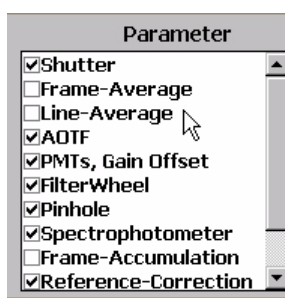 Parameter
Shutter
Frame-Average
Line-Average
AOTF
PMTs, Gain Offset
FilterWheel
Pinhole
Spectrophotometer
Frame-Accumulation
Reference-Correction